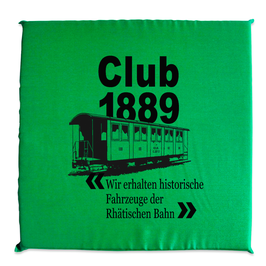 Club
1889
«Wir erhalten historische
Fahrzeuge der
Rhätischen Bahn»